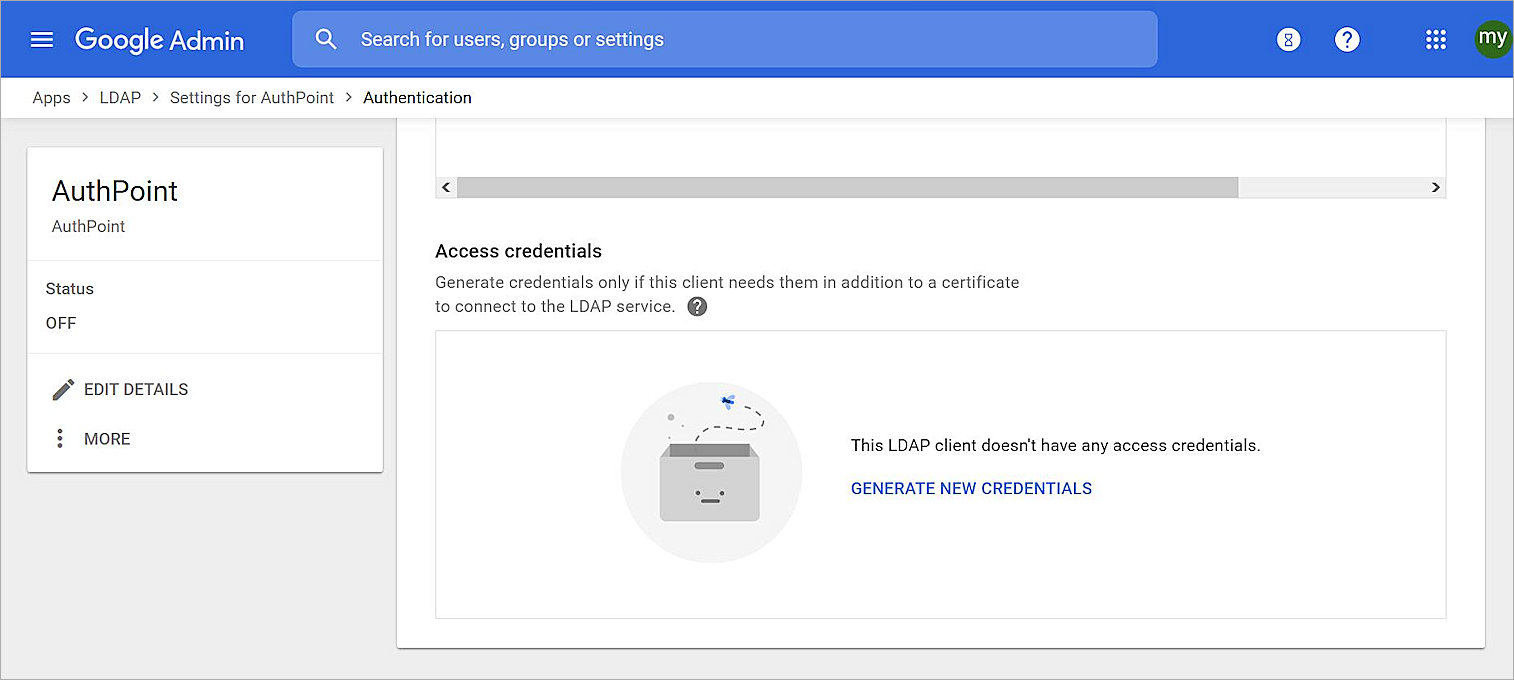 Google Admin
Search for users, groups or settings
my
Apps > LDAP > Settings for AuthPoint > Authentication
AuthPoint
AuthPoint
Status
OFF
EDIT DETAILS
MORE
Access credentials
Generate credentials only if this client needs them in addition to a certificate
to connect to the LDAP service.
This LDAP client doesn't have any access credentials.
GENERATE NEW CREDENTIALS